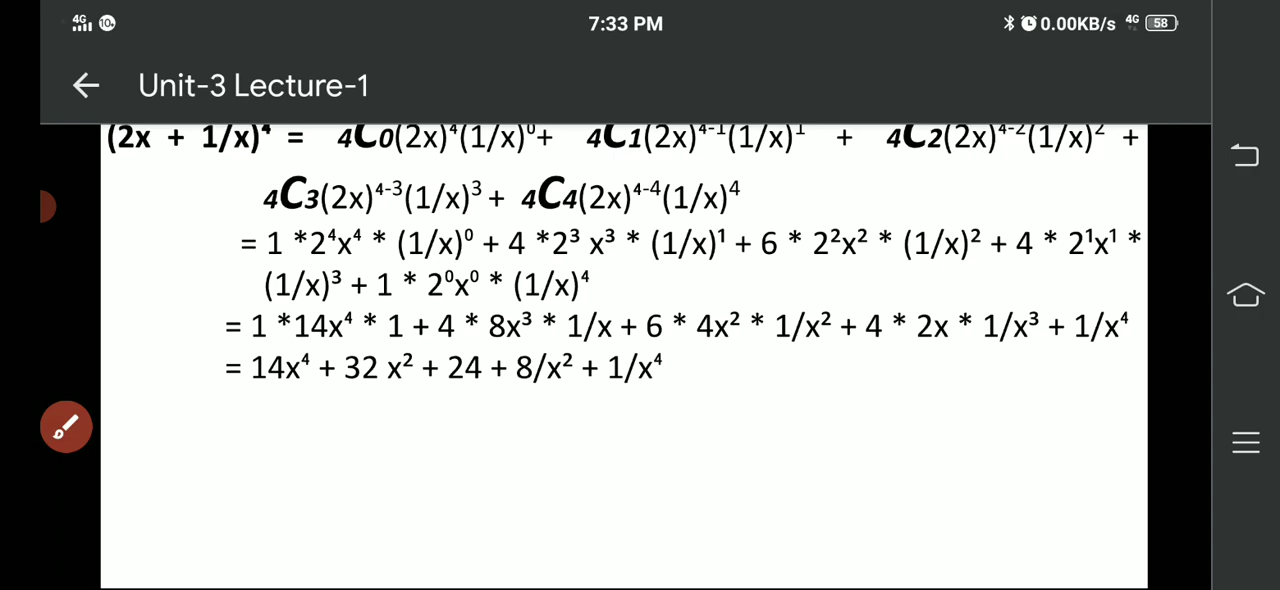 4G 10+ 7:33 PM 0.00KB/s 4G 58
Unit-3 Lecture-1
(2x + 1/x)⁴ = 4C0(2x)⁴(1/x)⁰+ 4C1(2x)⁴⁻¹(1/x)¹ + 4C2(2x)⁴⁻²(1/x)² +
4C3(2x)⁴⁻³(1/x)³ + 4C4(2x)⁴⁻⁴(1/x)⁴
= 1 *2⁴x⁴ * (1/x)⁰ + 4 *2³ x³ * (1/x)¹ + 6 * 2²x² * (1/x)² + 4 * 2¹x¹ *
(1/x)³ + 1 * 2⁰x⁰ * (1/x)⁴
= 1 *14x⁴ * 1 + 4 * 8x³ * 1/x + 6 * 4x² * 1/x² + 4 * 2x * 1/x³ + 1/x⁴
= 14x⁴ + 32 x² + 24 + 8/x² + 1/x⁴